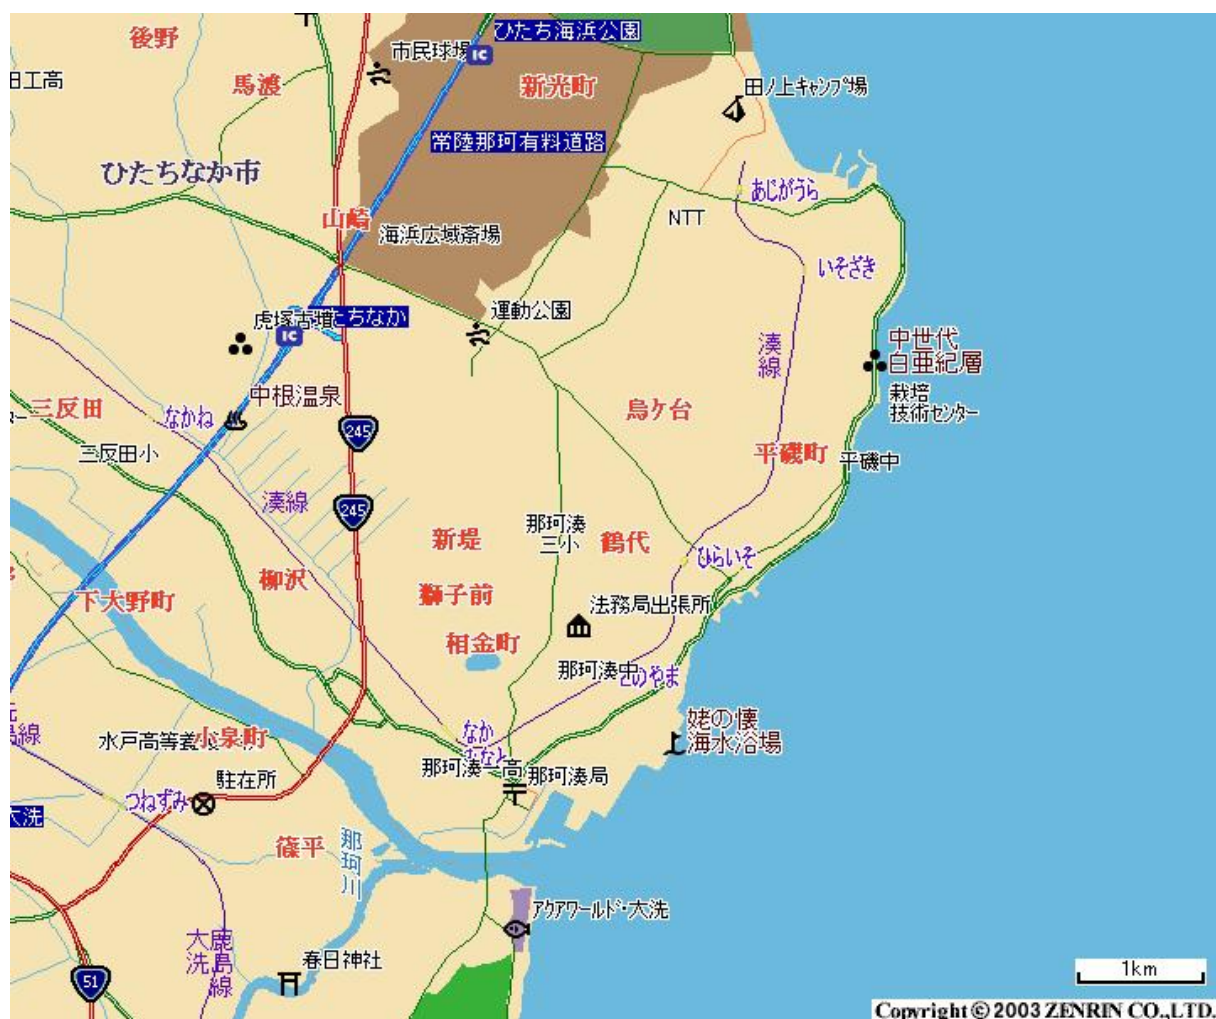 ひたち海浜公園
後野
市民球場
IC
田工高
馬渡
新光町
田ノ上キャンプ場
常陸那珂有料道路
ひたちなか市
あじがうら
山崎
NTT
海浜広域斎場
いそざき
運動公園
虎塚古墳
たちなか
IC
湊線
中世代
白亜紀層
中根温泉
栽培
技術センター
三反田
なかね
烏ケ台
245
三反田小
平磯町
平磯中
湊線
245
那珂湊
三小
新堤
鶴代
ひらいそ
柳沢
下大野町
獅子前
法務局出張所
相金町
那珂湊中
とのやま
小泉町
水戸高等
なか
みなと
姥の懐
海水浴場
那珂湊一高
那珂湊局
駐在所
つねずみ
大洗
篠平
那珂川
アクアワールド・大洗
大洗
鹿島線
春日神社
51
1km
Copyright © 2003 ZENRIN CO.,LTD.